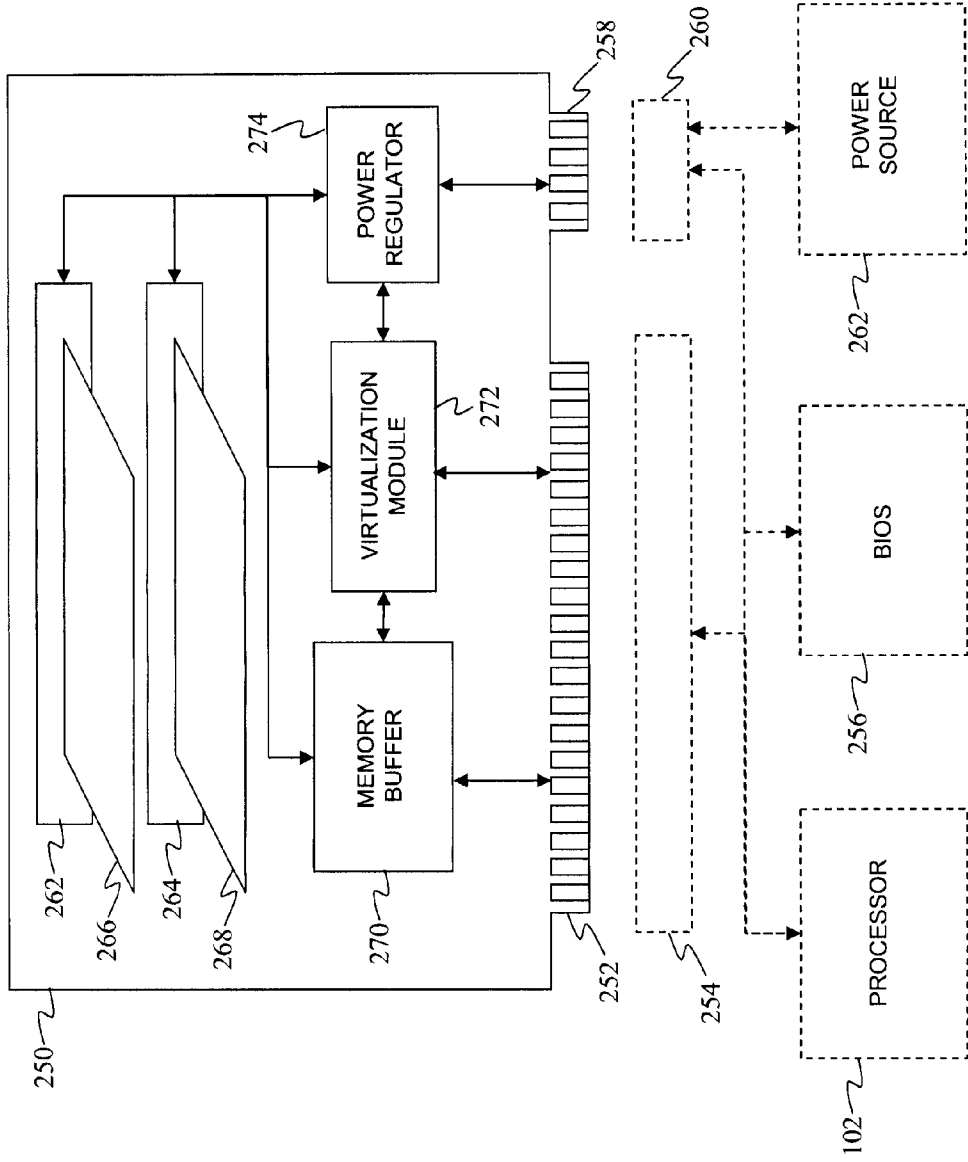 250
262
266
264
268
274
POWER
REGULATOR
VIRTUALIZATION
MODULE
272
MEMORY
BUFFER
270
252
258
254
260
PROCESSOR
102
BIOS
256
POWER
SOURCE
262